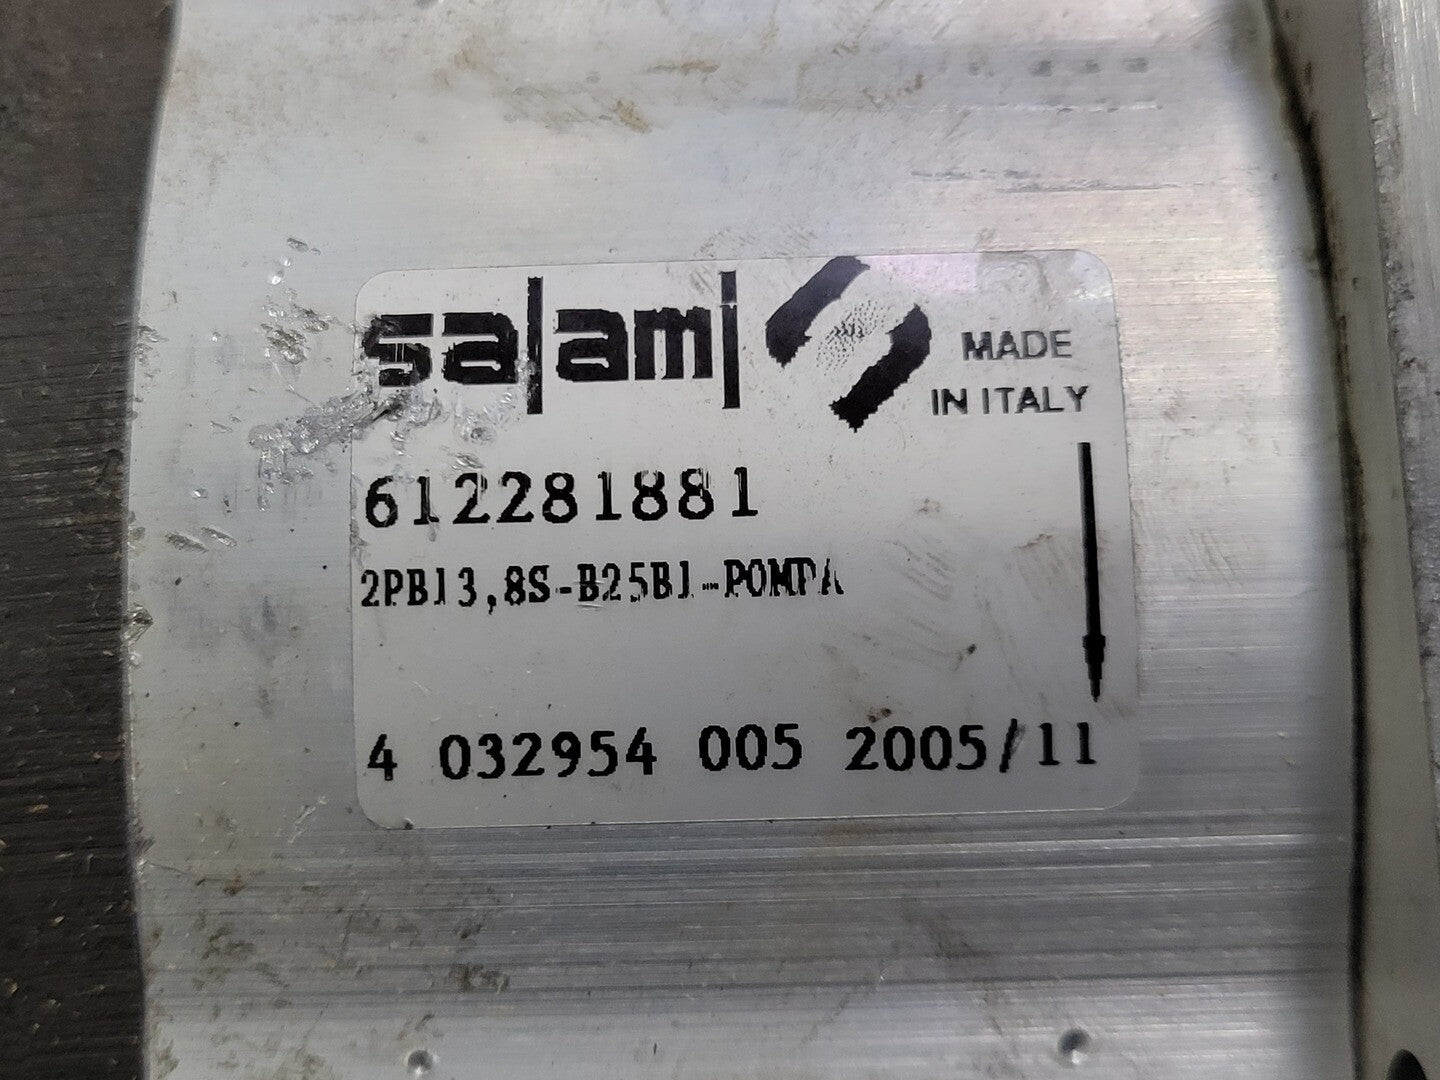 salami
MADE
IN ITALY
612281881
2PB13,8S-B25B1-POMPA
4 032954 005 2005/11